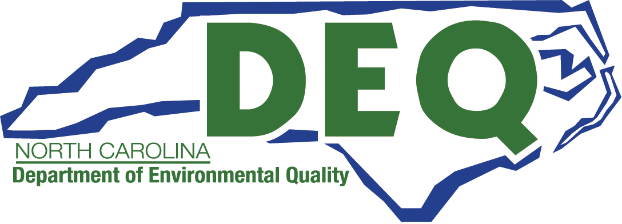 DEQ
NORTH CAROLINA
Department of Environmental Quality